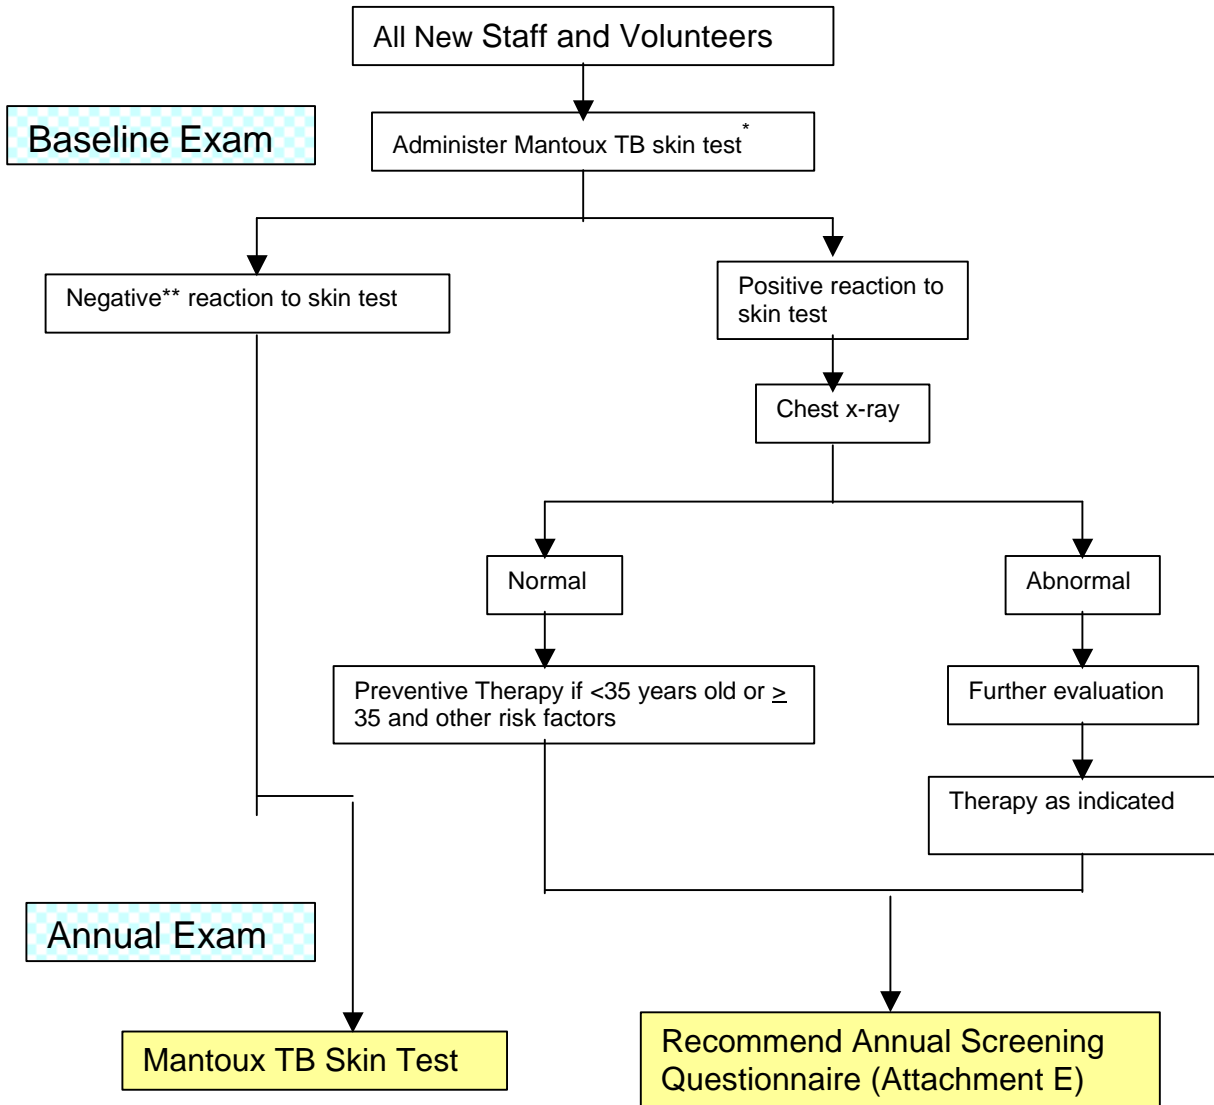 All New Staff and Volunteers
Baseline Exam
Administer Mantoux TB skin test*
Negative** reaction to skin test
Positive reaction to
skin test
Chest x-ray
Normal
Abnormal
Preventive Therapy if <35 years old or ≥
35 and other risk factors
Further evaluation
Therapy as indicated
Annual Exam
Mantoux TB Skin Test
Recommend Annual Screening
Questionnaire (Attachment E)